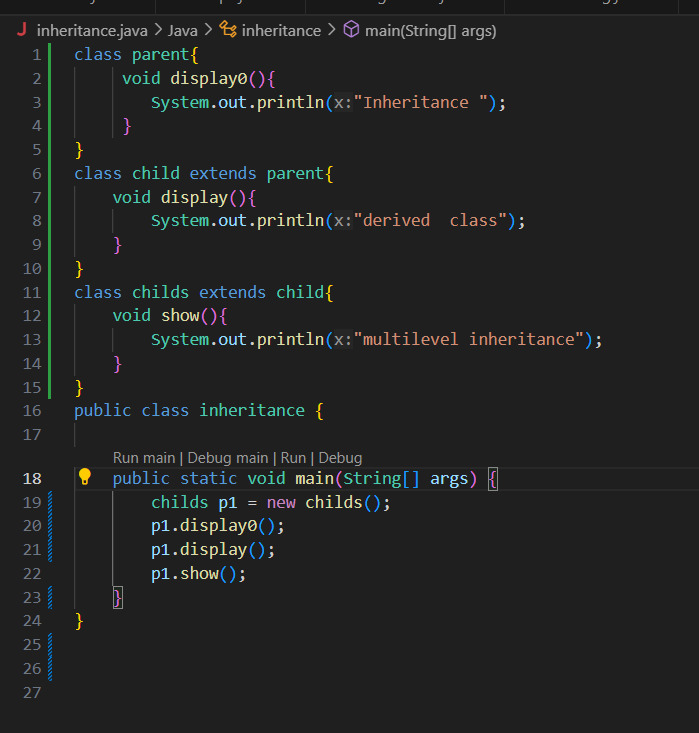 inheritance.java > Java > inheritance > main(String[] args)
1 class parent{
2 void display0(){
3 System.out.println(x:"Inheritance ");
4 }
5 }
6 class child extends parent{
7 void display(){
8 System.out.println(x:"derived  class");
9 }
10 }
11 class childs extends child{
12 void show(){
13 System.out.println(x:"multilevel inheritance");
14 }
15 }
16 public class inheritance {
17
Run main | Debug main | Run | Debug
18 public static void main(String[] args) {
19 childs p1 = new childs();
20 p1.display0();
21 p1.display();
22 p1.show();
23 }
24 }
25
26
27